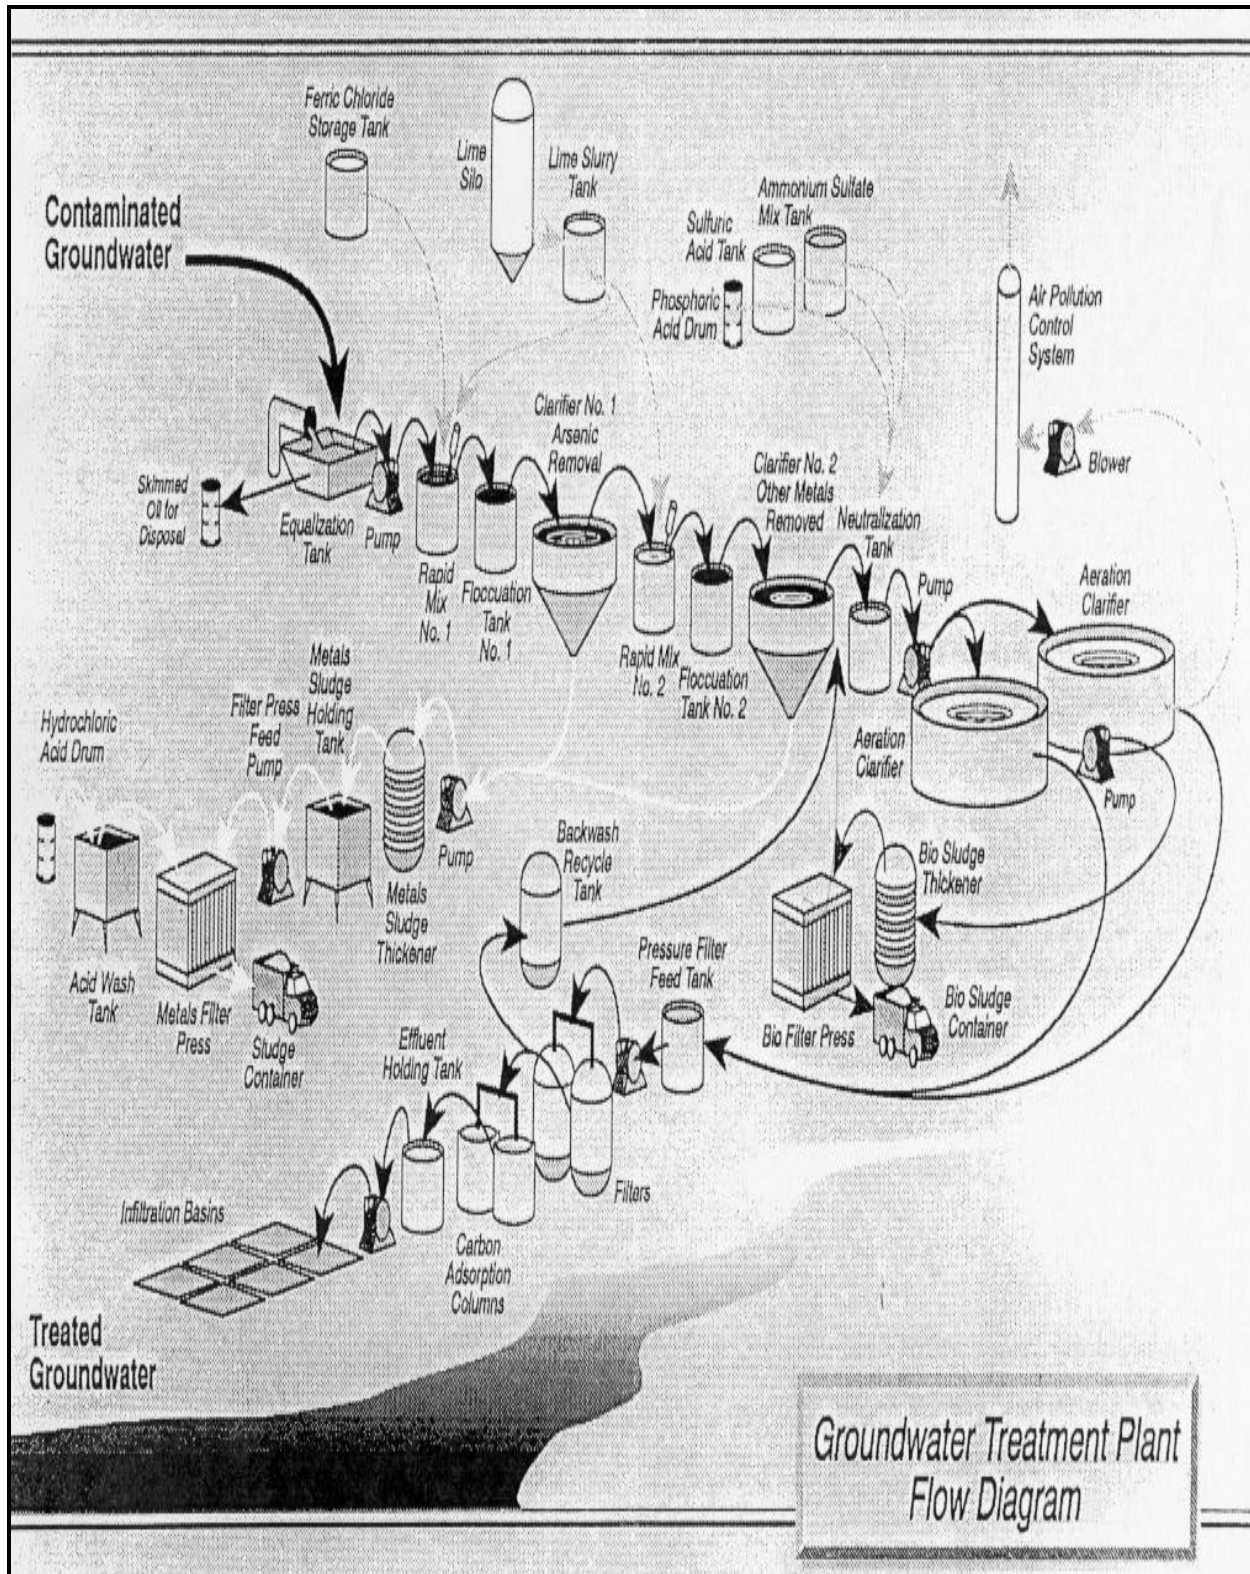 Ferric Chloride
Storage Tank
Lime
Silo
Lime Slurry
Tank
Ammonium Sulfate
Mix Tank
Sulfuric
Acid Tank
Phosphoric
Acid Drum
Contaminated
Groundwater
Air Pollution
Control
System
Blower
Clarifier No. 1
Arsenic
Removal
Clarifier No. 2
Other Metals
Removed
Neutralization
Tank
Skimmed
Oil for
Disposal
Equalization
Tank
Pump
Rapid
Mix
No. 1
Floccuation
Tank
No. 1
Rapid Mix
No. 2
Floccuation
Tank No. 2
Pump
Aeration
Clarifier
Aeration
Clarifier
Pump
Hydrochloric
Acid Drum
Filter Press
Feed
Pump
Metals
Sludge
Holding
Tank
Pump
Metals
Sludge
Thickener
Acid Wash
Tank
Metals Filter
Press
Sludge
Container
Backwash
Recycle
Tank
Pressure Filter
Feed Tank
Bio Sludge
Thickener
Bio Filter Press
Bio Sludge
Container
Effluent
Holding Tank
Filters
Carbon
Adsorption
Columns
Infiltration Basins
Treated
Groundwater
Groundwater Treatment Plant
Flow Diagram